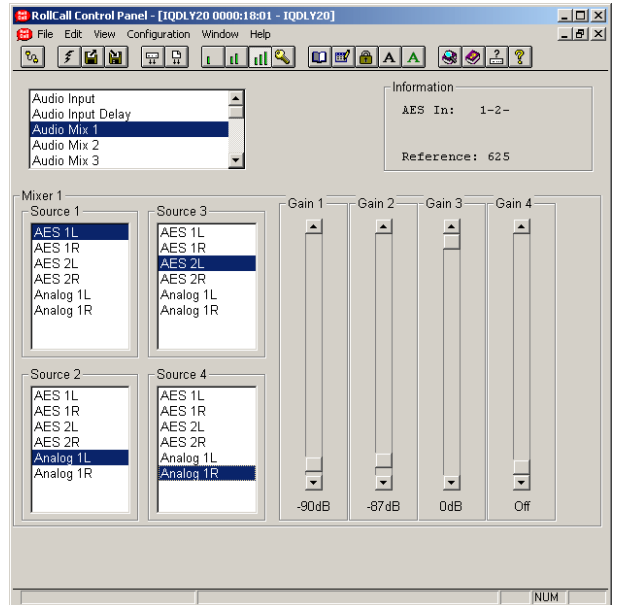 RollCall Control Panel - [IQDLY20 0000:18:01 - IQDLY20]
File Edit View Configuration Window Help
A A
Audio Input
Audio Input Delay
Audio Mix 1
Audio Mix 2
Audio Mix 3
Information
AES In: 1-2-
Reference: 625
Mixer 1
Source 1
AES 1L
AES 1R
AES 2L
AES 2R
Analog 1L
Analog 1R
Source 3
AES 1L
AES 1R
AES 2L
AES 2R
Analog 1L
Analog 1R
Source 2
AES 1L
AES 1R
AES 2L
AES 2R
Analog 1L
Analog 1R
Source 4
AES 1L
AES 1R
AES 2L
AES 2R
Analog 1L
Analog 1R
Gain 1 Gain 2 Gain 3 Gain 4
-90dB -87dB 0dB Off
NUM